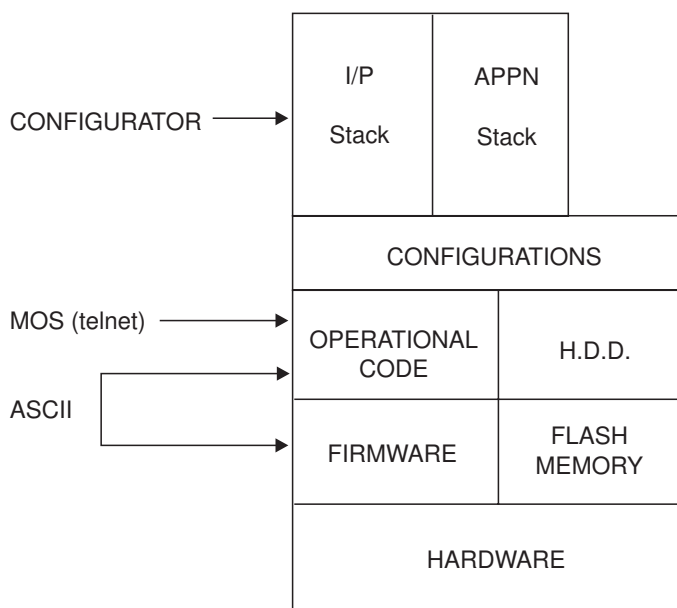 I/P
Stack
APPN
Stack
CONFIGURATOR
CONFIGURATIONS
MOS (telnet)
OPERATIONAL
CODE
H.D.D.
ASCII
FIRMWARE
FLASH
MEMORY
HARDWARE